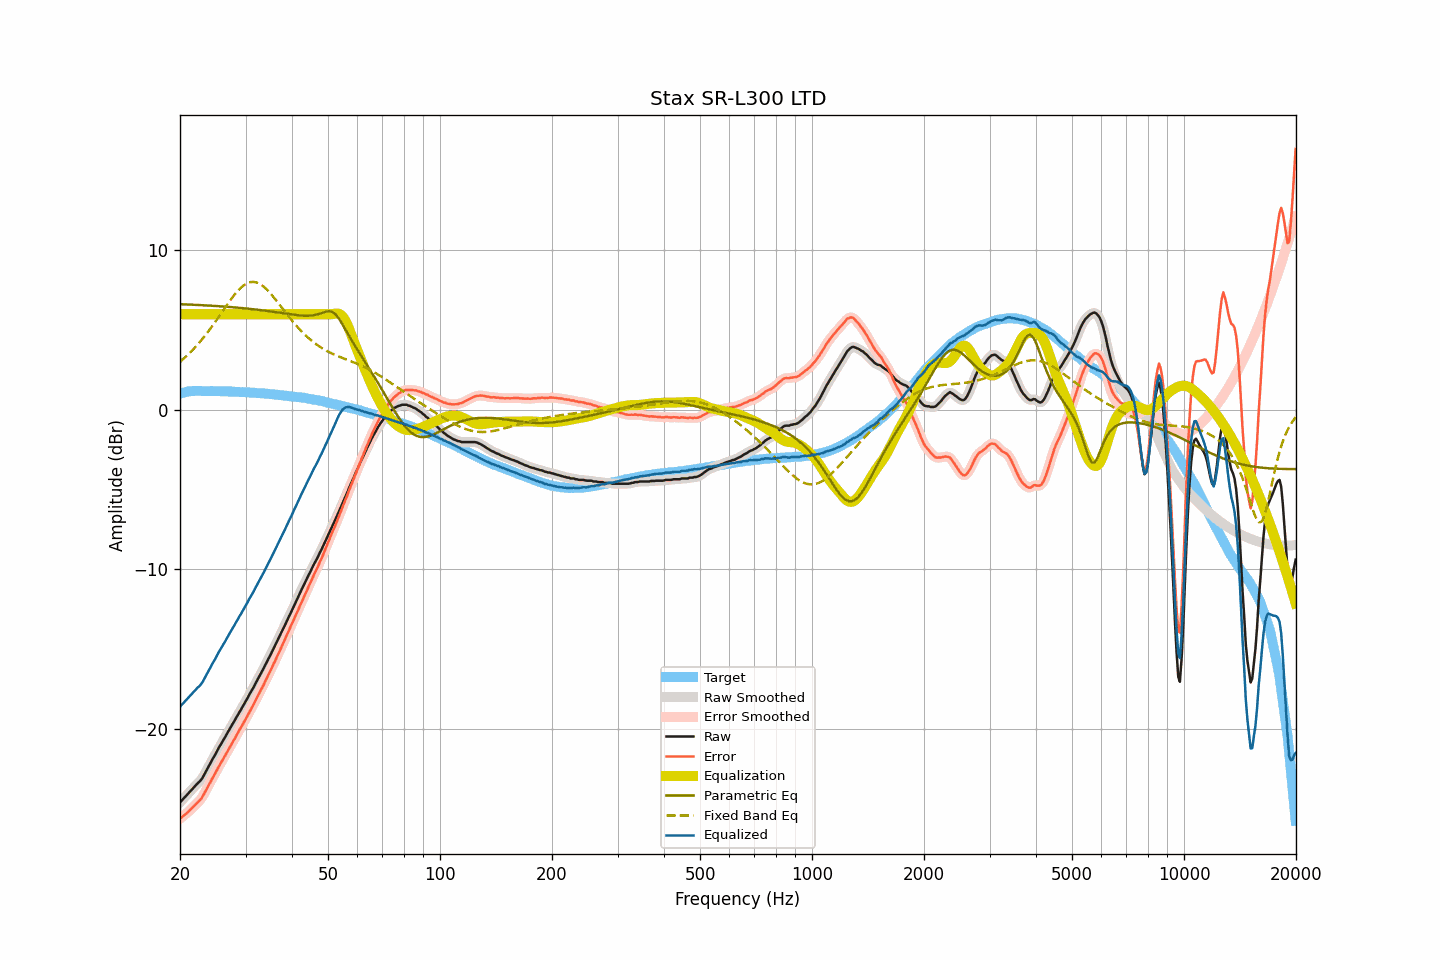 Stax SR-L300 LTD
Amplitude (dBr)
10
0
−10
−20
Target
Raw Smoothed
Error Smoothed
Raw
Error
Equalization
Parametric Eq
Fixed Band Eq
Equalized
20 50 100 200 500 1000 2000 5000 10000 20000
Frequency (Hz)